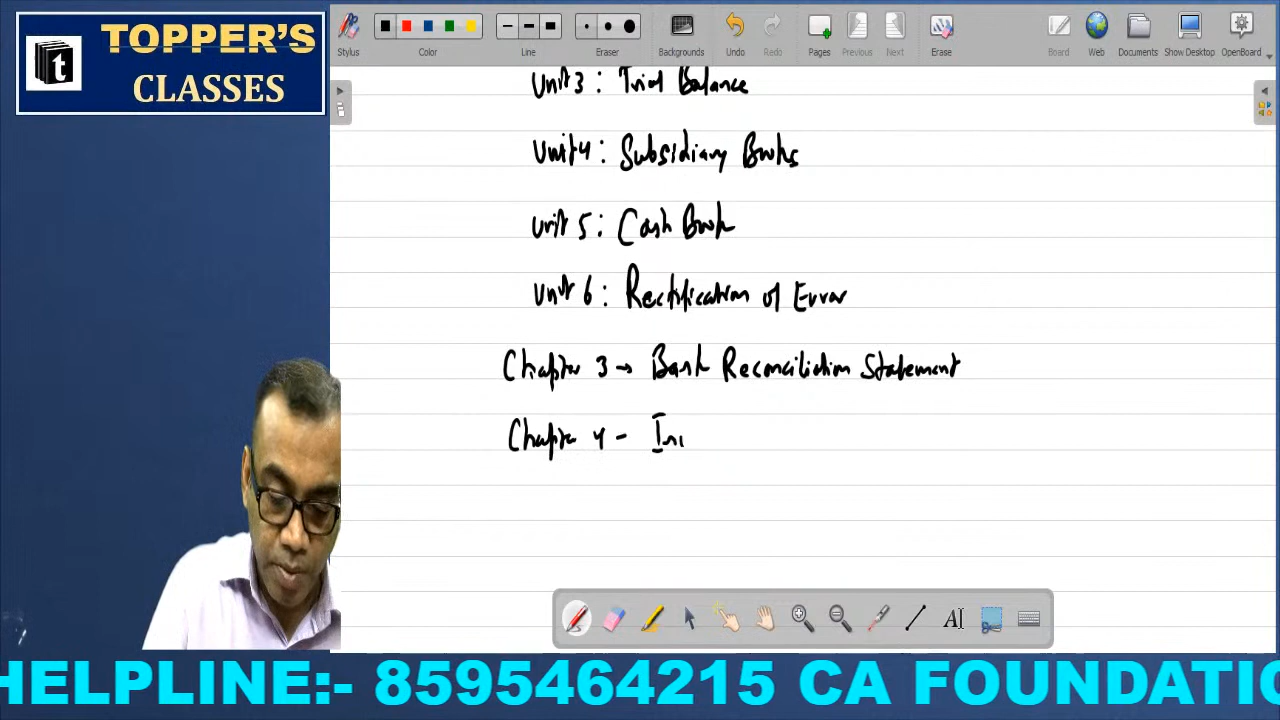 TOPPER'S
CLASSES
t
Stylus
Color
Line
Eraser
Backgrounds
Undo
Redo
Pages
Previous
Next
Erase
Board
Web
Documents
Show Desktop
OpenBoard
Unit 3 : Trial Balance
Unit 4 : Subsidiary Books
Unit 5 : Cash Book
Unit 6 : Rectification of Error
Chapter 3 → Bank Reconciliation Statement
Chapter 4 - In
HELPLINE:- 8595464215 CA FOUNDATIO